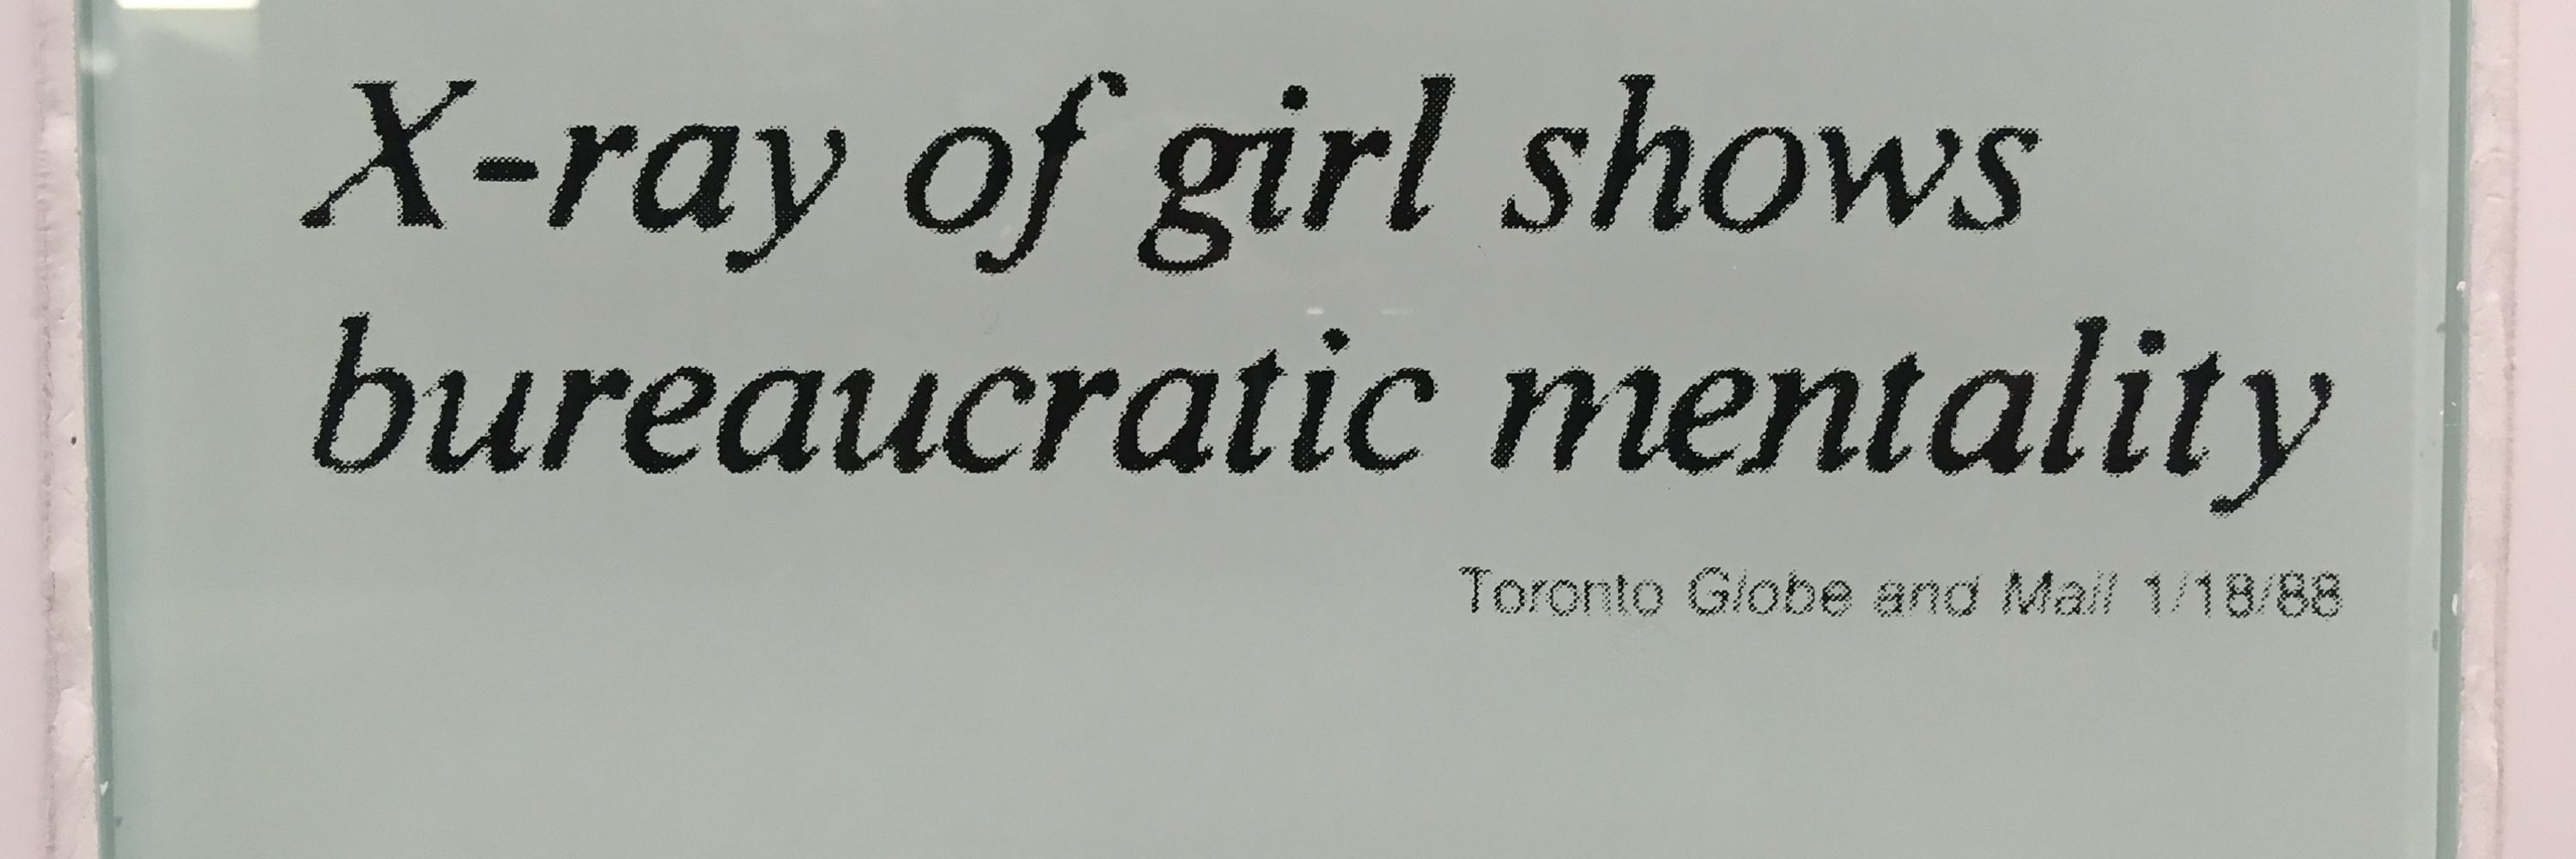 X-ray of girl shows
bureaucratic mentality
Toronto Globe and Mail 1/18/88